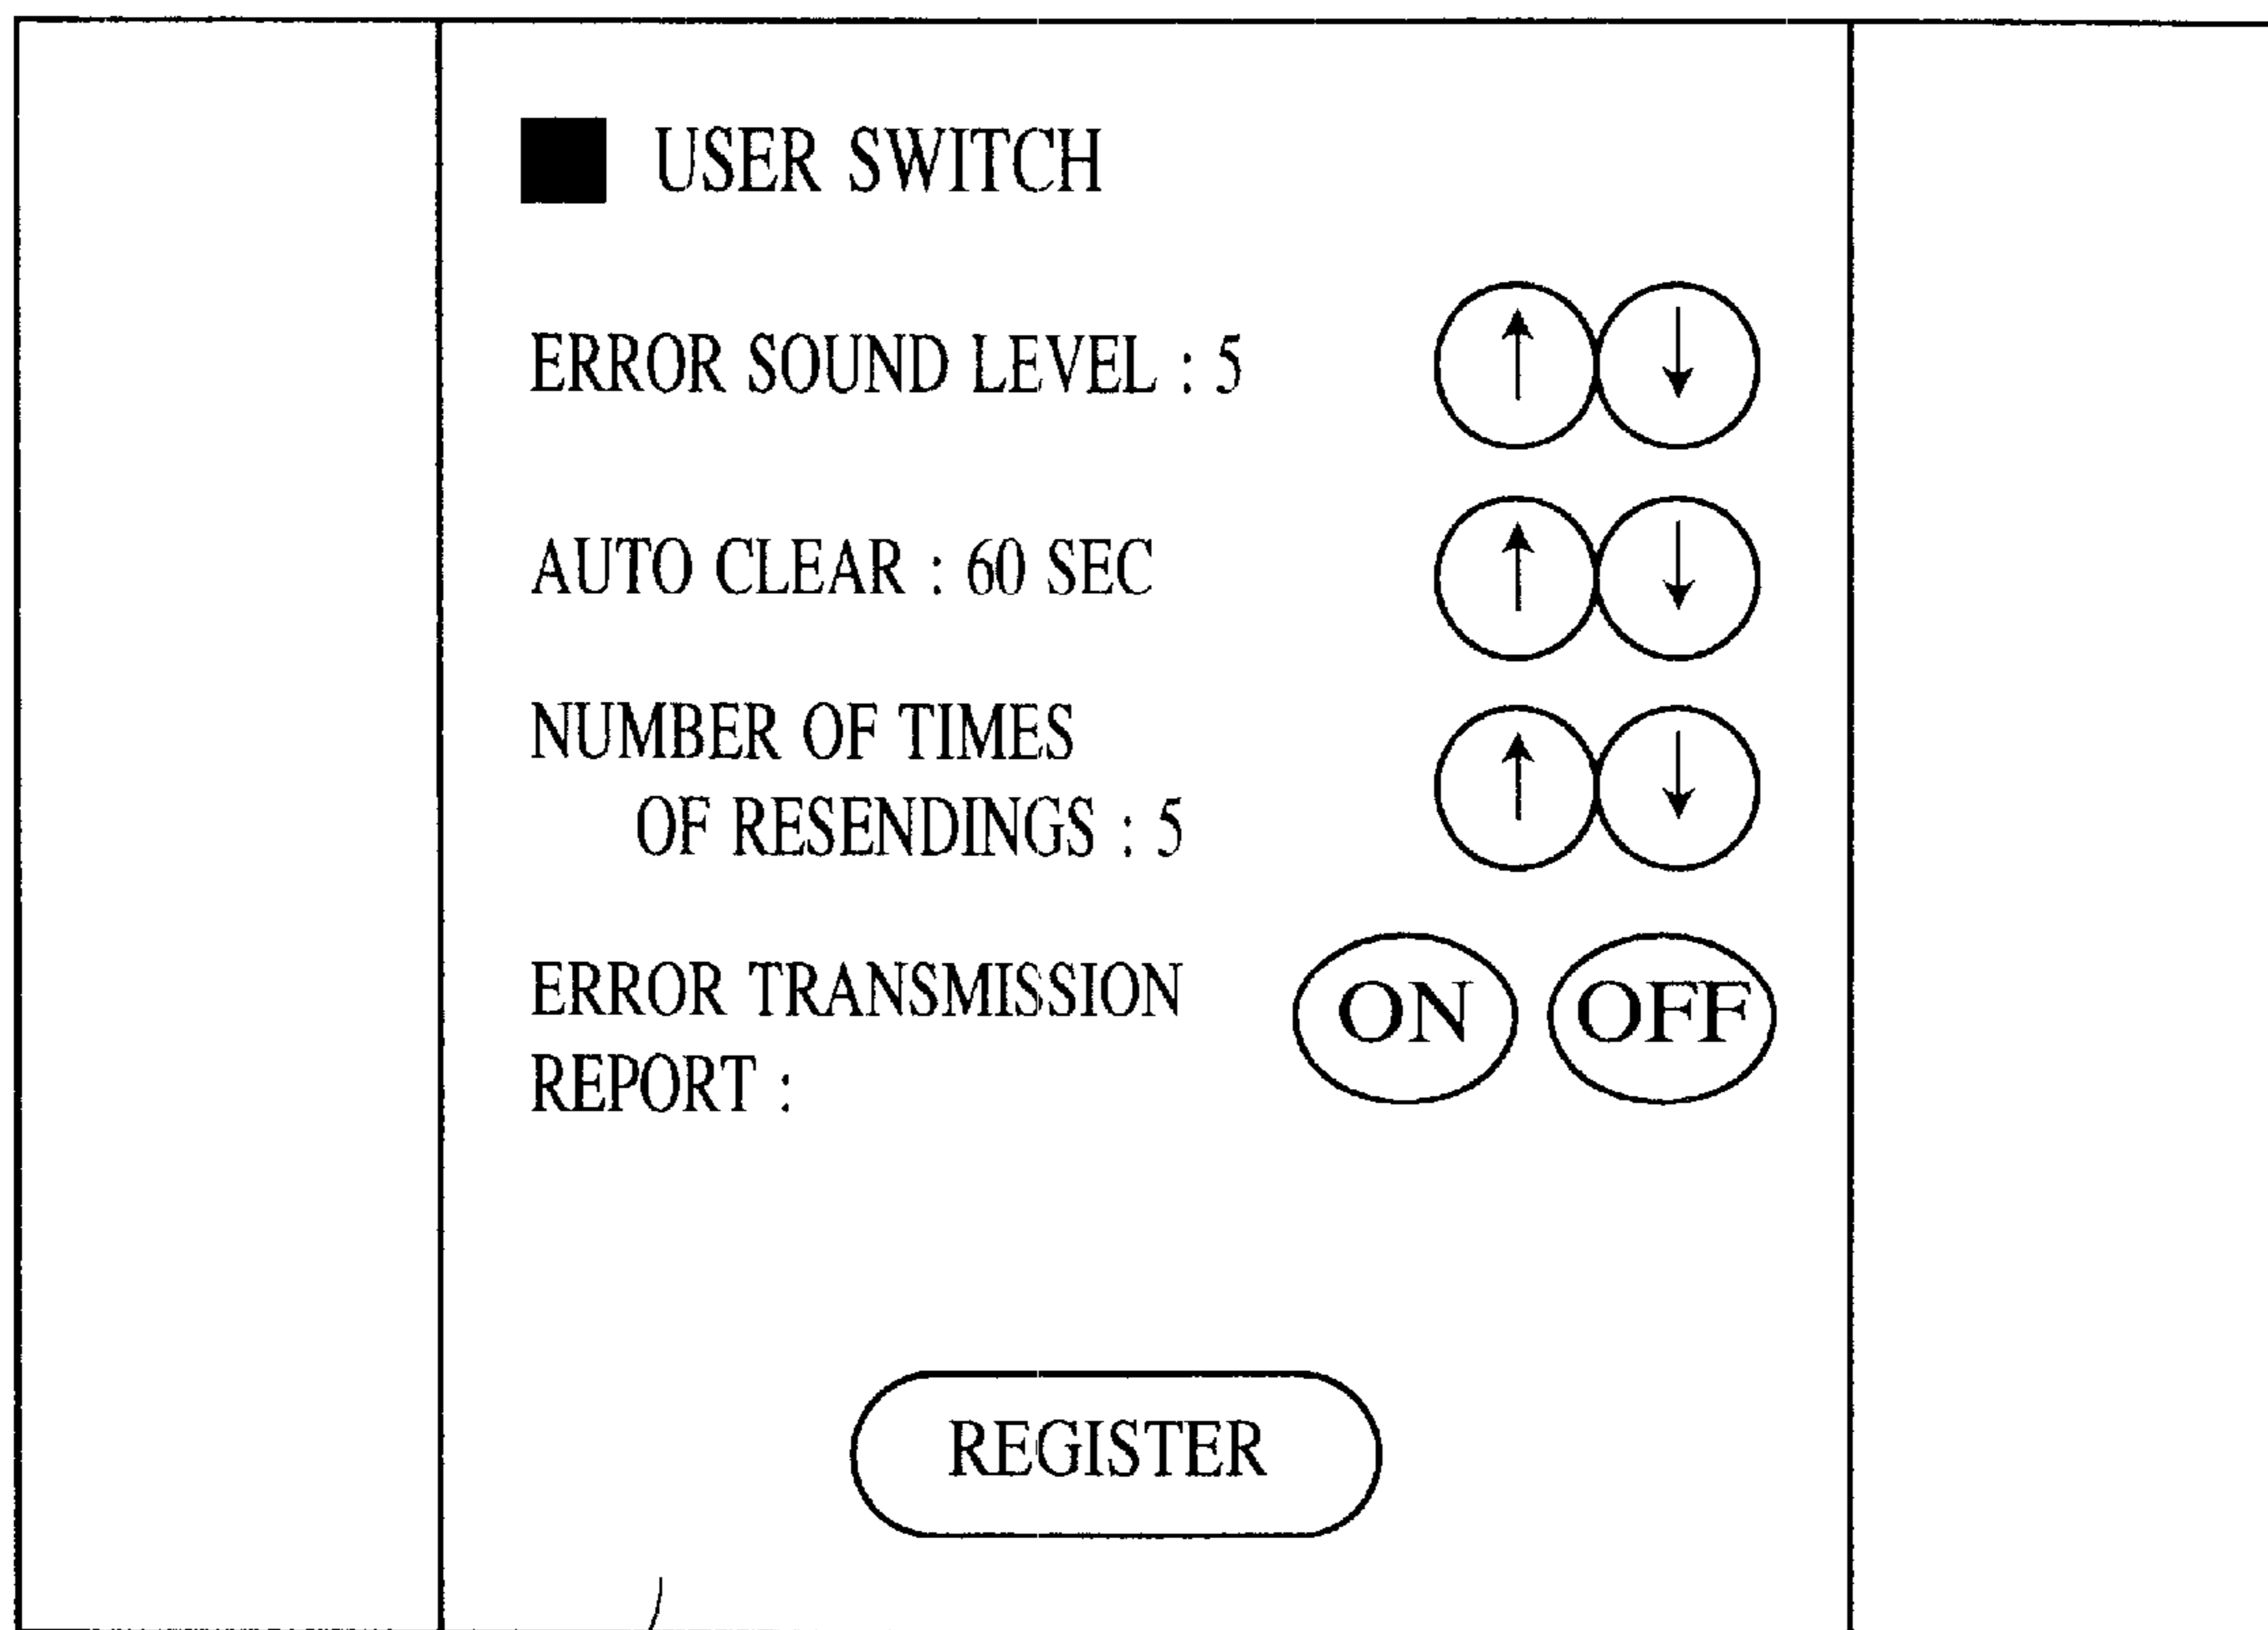 USER SWITCH
ERROR SOUND LEVEL : 5
AUTO CLEAR : 60 SEC
NUMBER OF TIMES
OF RESENDINGS : 5
ERROR TRANSMISSION ON OFF
REPORT :
REGISTER